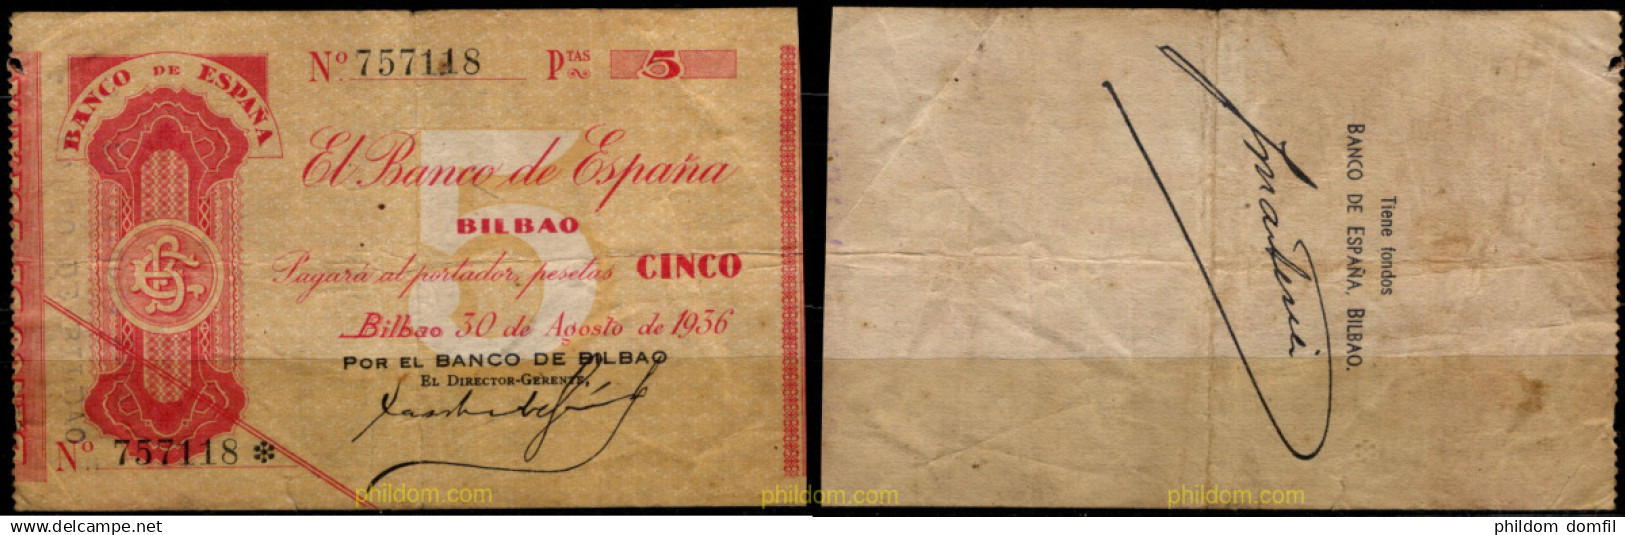 BANCO DE ESPAÑA
Nº 757118 PTAS 5
5
El Banco de España
BILBAO
Pagará al portador, pesetas CINCO
Bilbao 30 de Agosto de 1936
POR EL BANCO DE BILBAO
EL DIRECTOR-GERENTE,
Nº 757118
Tiene fondos
BANCO DE ESPAÑA, BILBAO.
phildom.com
phildom.com
phildom.com
www.delcampe.net
phildom domfil